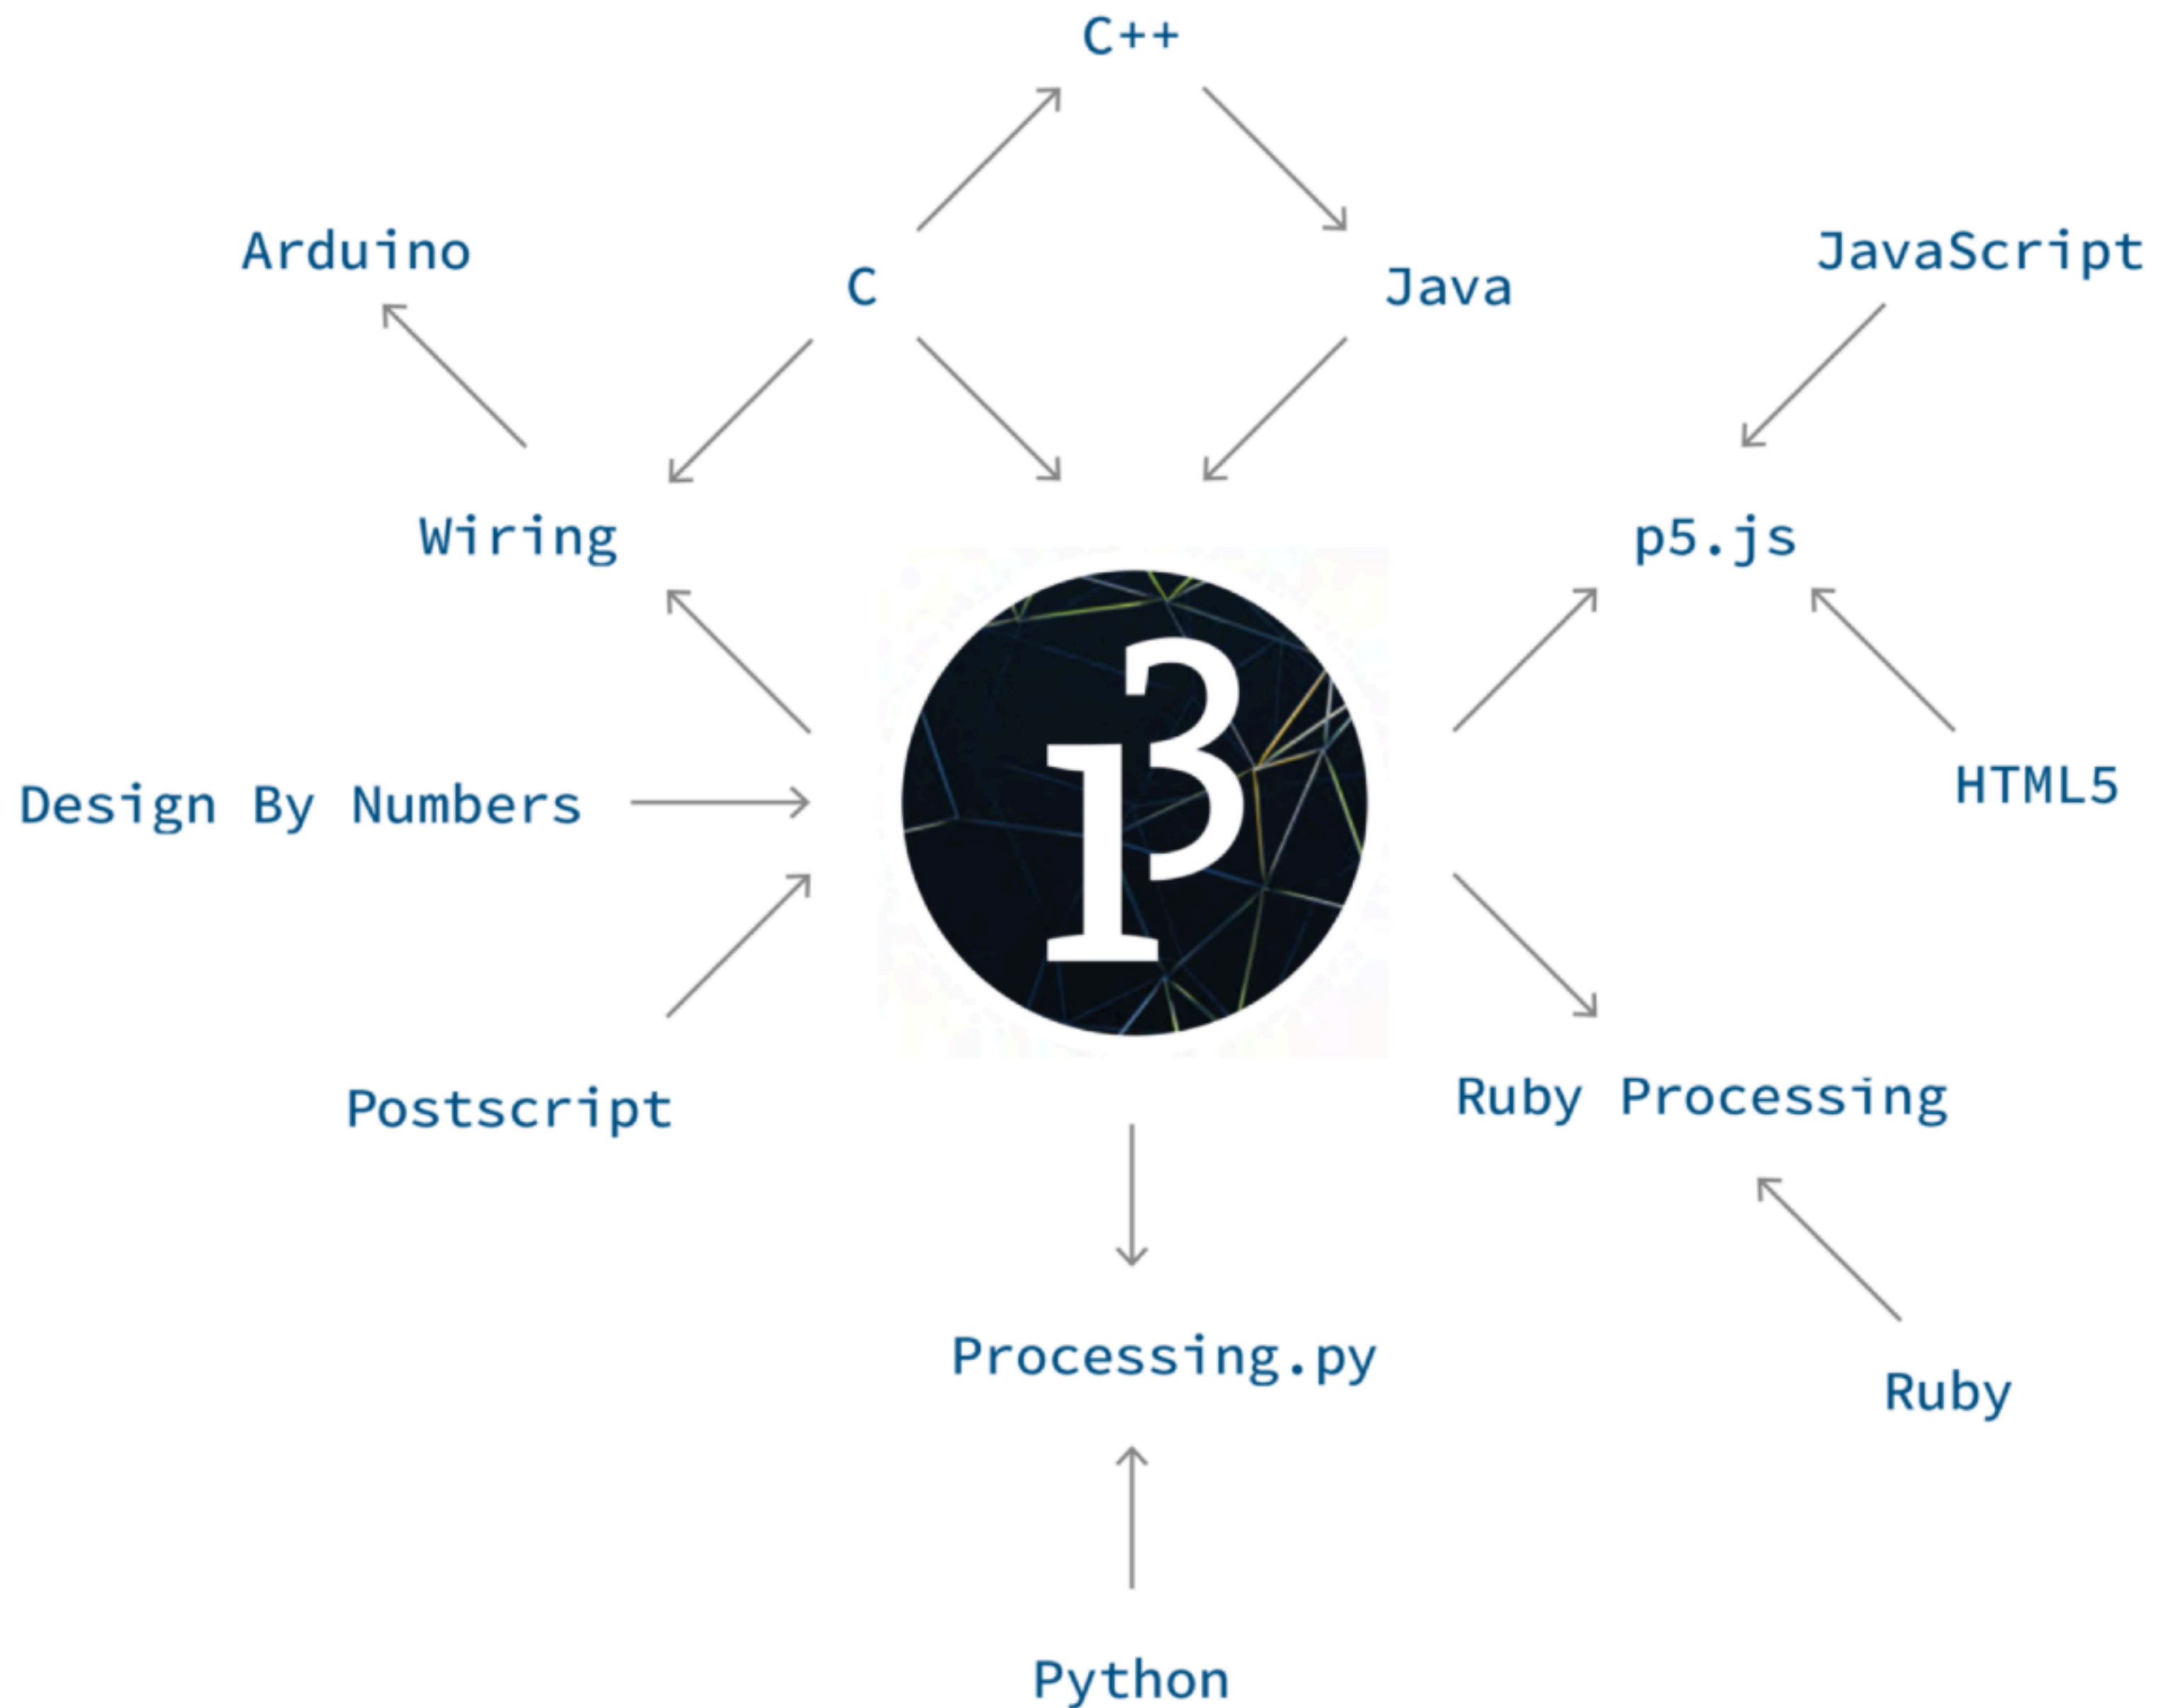 C++
Arduino
C
Java
JavaScript
Wiring
p5.js
Design By Numbers
HTML5
Postscript
Ruby Processing
Processing.py
Ruby
Python